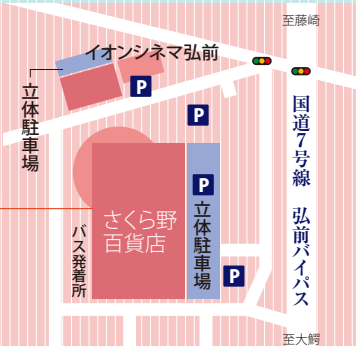 至藤崎
イオンシネマ弘前
立体駐車場
P
P
国道7号線 弘前バイパス
P
立体駐車場
さくら野
百貨店
バス発着所
P
至大鰐